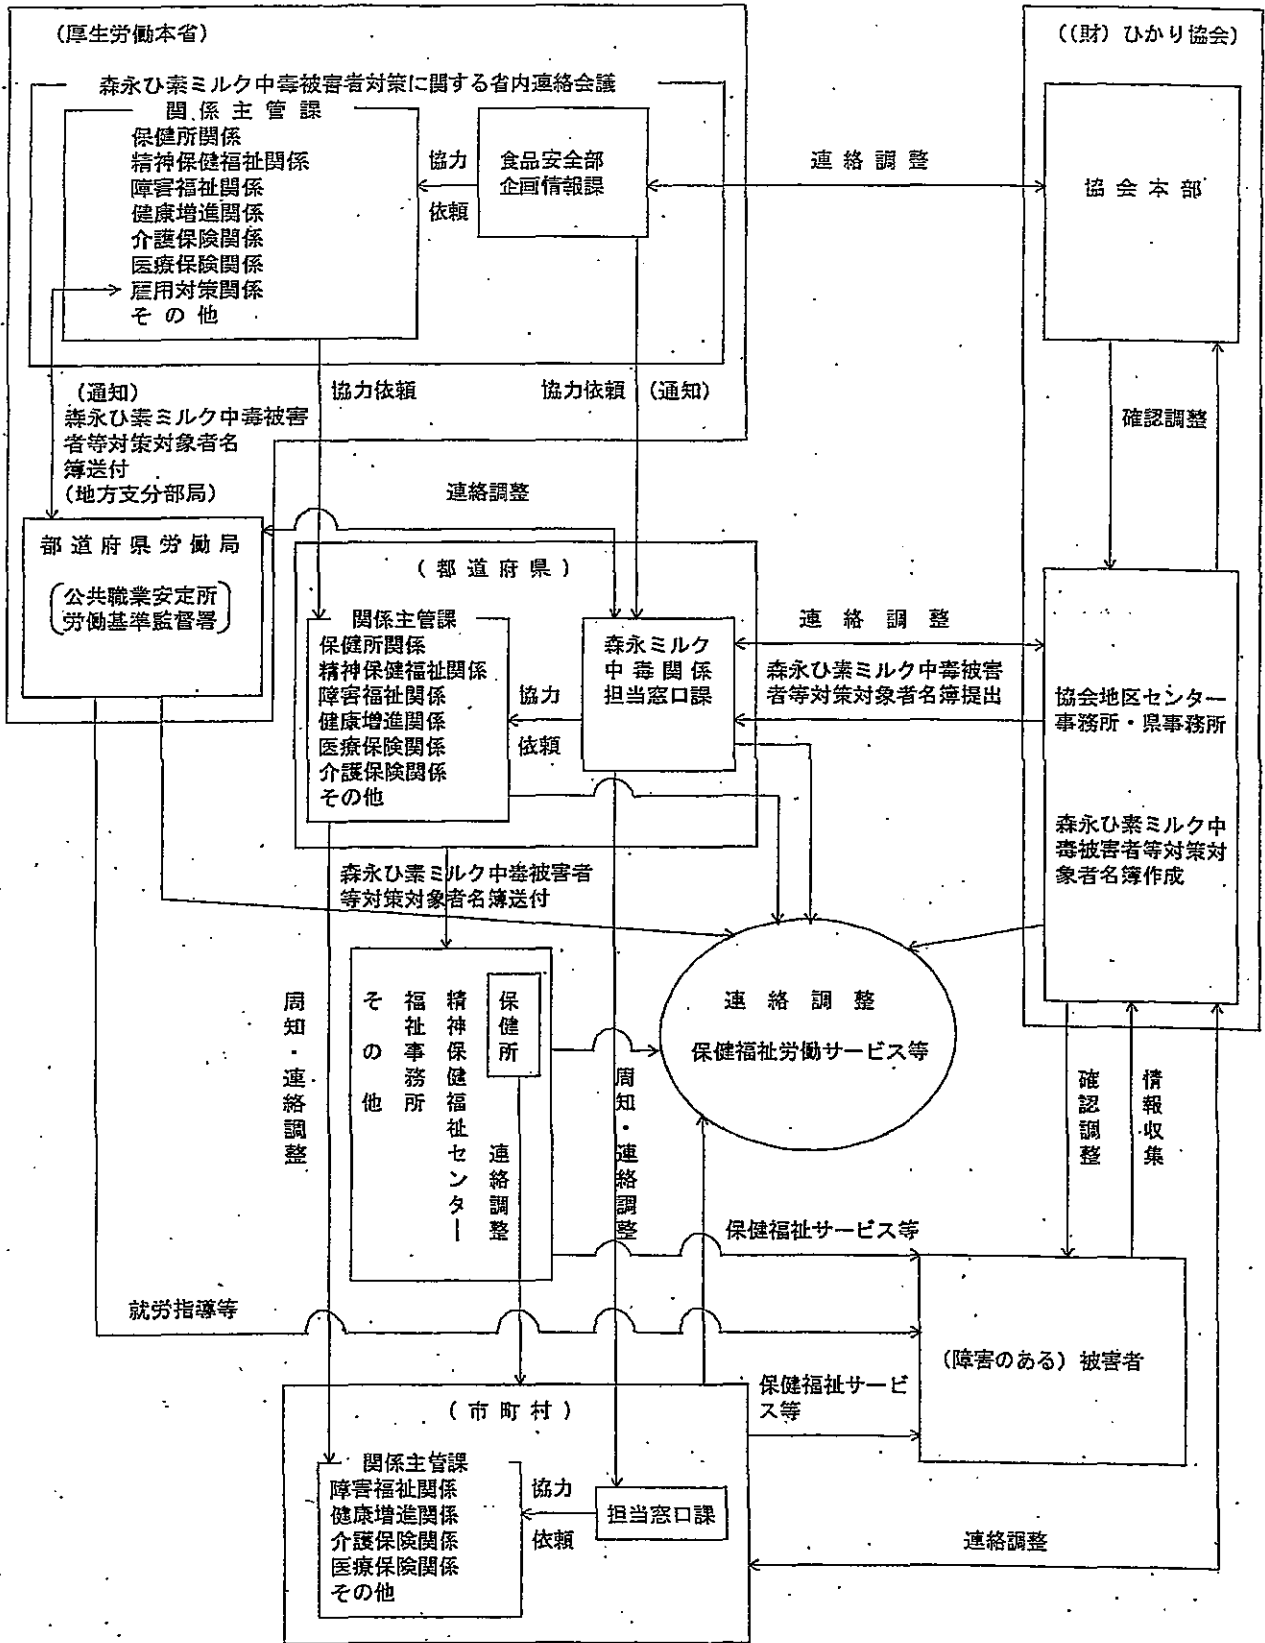 (厚生労働本省)
森永ひ素ミルク中毒被害者対策に関する省内連絡会議
関係主管課
保健所関係
精神保健福祉関係
障害福祉関係
健康増進関係
介護保険関係
医療保険関係
雇用対策関係
その他
協力
依頼
食品安全部
企画情報課
連絡調整
((財)ひかり協会)
協会本部
確認調整
(通知)
森永ひ素ミルク中毒被害
者等対策対象者名
簿送付
(地方支分部局)
協力依頼
協力依頼 (通知)
連絡調整
都道府県労働局
公共職業安定所
労働基準監督署
(都道府県)
関係主管課
保健所関係
精神保健福祉関係
障害福祉関係
健康増進関係
医療保険関係
介護保険関係
その他
協力
依頼
森永ミルク
中毒関係
担当窓口課
連絡調整
森永ひ素ミルク中毒被害
者等対策対象者名簿提出
協会地区センター
事務所・県事務所
森永ひ素ミルク中
毒被害者等対策対
象者名簿作成
森永ひ素ミルク中毒被害者
等対策対象者名簿送付
周知・連絡調整
保健所
精神保健福祉センター
福祉事務所
その他
連絡調整
周知・連絡調整
連絡調整
保健福祉労働サービス等
確認調整
情報収集
保健福祉サービス等
就労指導等
(障害のある)被害者
保健福祉サービ
ス等
(市町村)
関係主管課
障害福祉関係
健康増進関係
介護保険関係
医療保険関係
その他
協力
依頼
担当窓口課
連絡調整